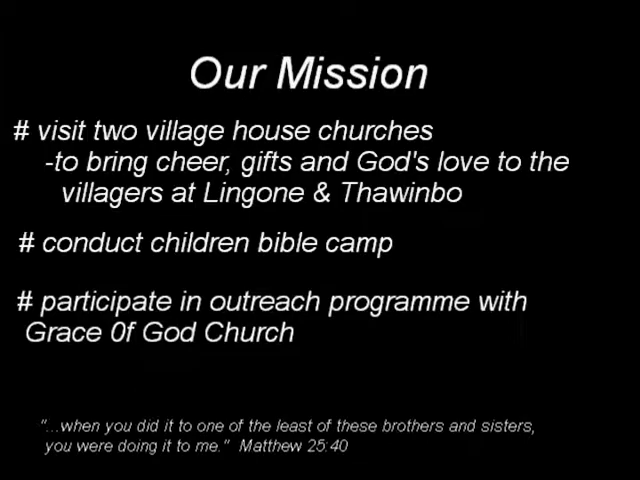 Our Mission
# visit two village house churches
-to bring cheer, gifts and God's love to the
villagers at Lingone & Thawinbo
# conduct children bible camp
# participate in outreach programme with
Grace 0f God Church
"...when you did it to one of the least of these brothers and sisters,
you were doing it to me." Matthew 25:40